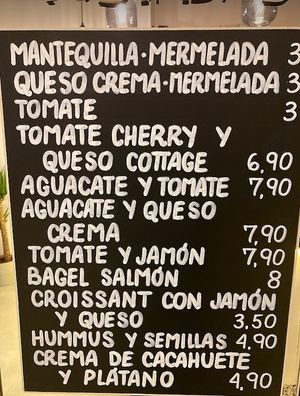 MANTEQUILLA·MERMELADA 3
QUESO CREMA·MERMELADA 3
TOMATE 3
TOMATE CHERRY Y
QUESO COTTAGE 6,90
AGUACATE Y TOMATE 7,90
AGUACATE Y QUESO
CREMA 7,90
TOMATE Y JAMÓN 7,90
BAGEL SALMÓN 8
CROISSANT CON JAMÓN
Y QUESO 3,50
HUMMUS Y SEMILLAS 4,90
CREMA DE CACAHUETE
Y PLÁTANO 4,90